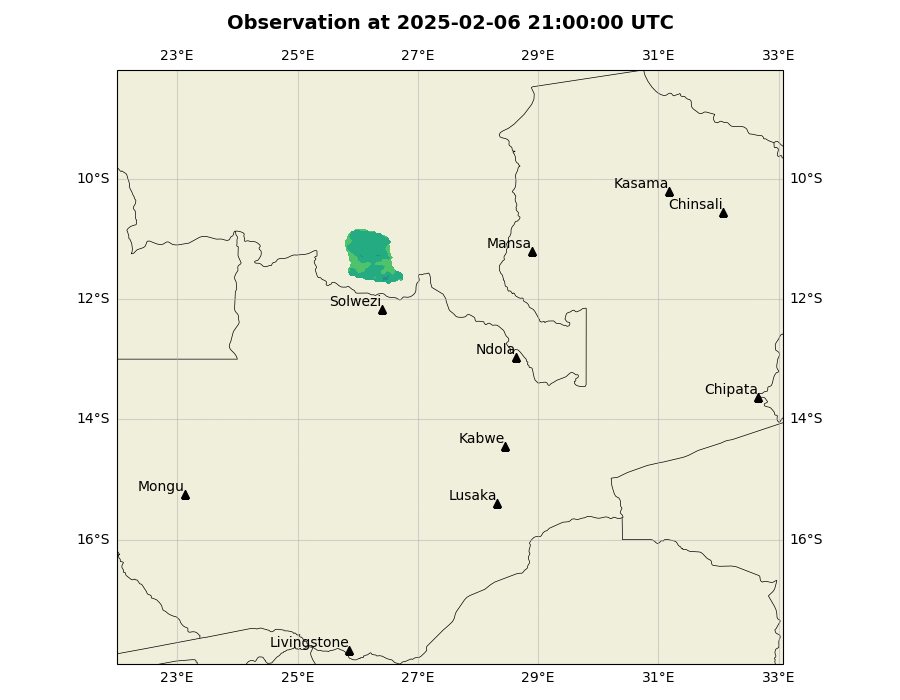 Observation at 2025-02-06 21:00:00 UTC
23°E 25°E 27°E 29°E 31°E 33°E
10°S 10°S
Kasama
Chinsali
Mansa
12°S 12°S
Solwezi
Ndola
Chipata
14°S 14°S
Kabwe
Mongu
Lusaka
16°S 16°S
Livingstone
23°E 25°E 27°E 29°E 31°E 33°E